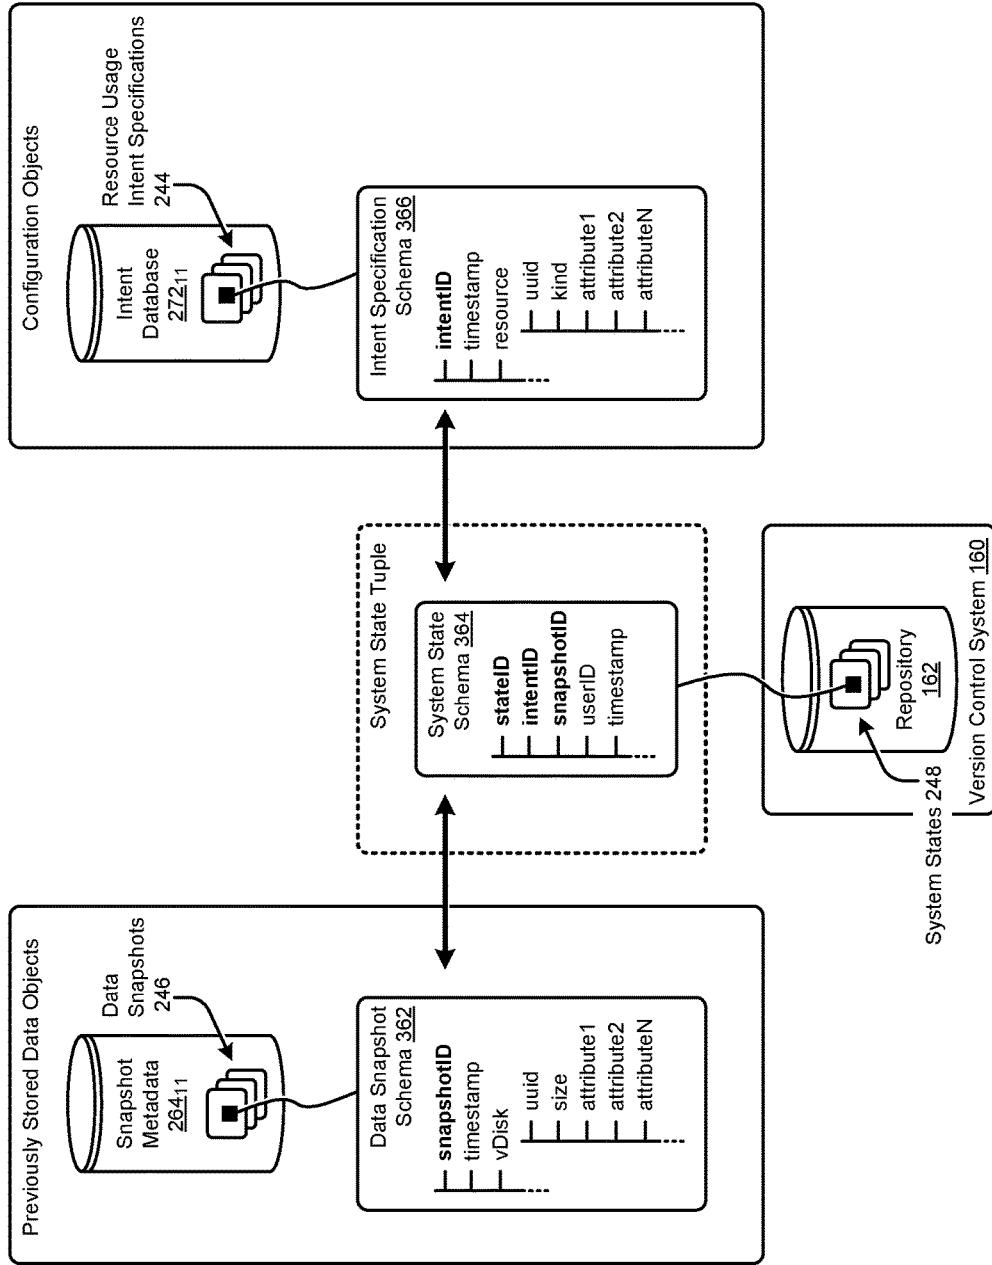 Previously Stored Data Objects
Snapshot
Metadata
264₁₁
Data
Snapshots
246
Data Snapshot
Schema 362
snapshotID
timestamp
vDisk
uuid
size
attribute1
attribute2
attributeN
System State Tuple
System State
Schema 364
stateID
intentID
snapshotID
userID
timestamp
Configuration Objects
Intent
Database
272₁₁
Resource Usage
Intent Specifications
244
Intent Specification
Schema 366
intentID
timestamp
resource
uuid
kind
attribute1
attribute2
attributeN
System States 248
Repository
162
Version Control System 160